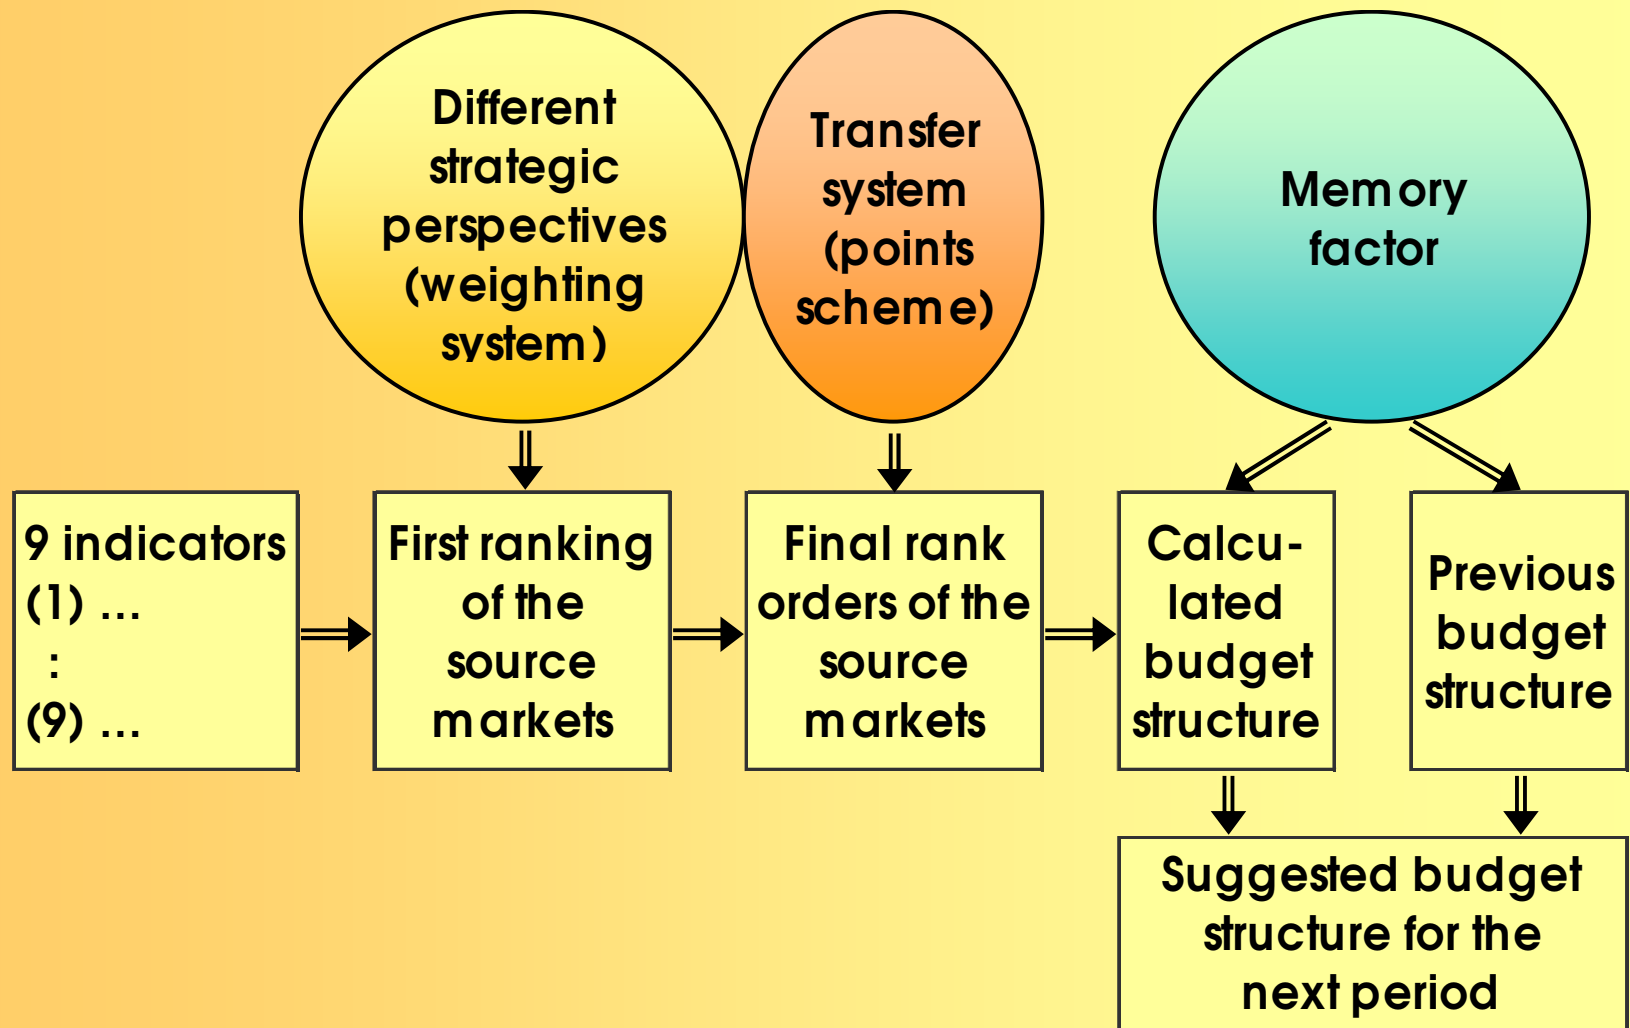 Different
strategic
perspectives
(weighting
system)
Transfer
system
(points
scheme)
Memory
factor
9 indicators
(1) ...
:
(9) ...
First ranking
of the
source
markets
Final rank
orders of the
source
markets
Calcu-
lated
budget
structure
Previous
budget
structure
Suggested budget
structure for the
next period